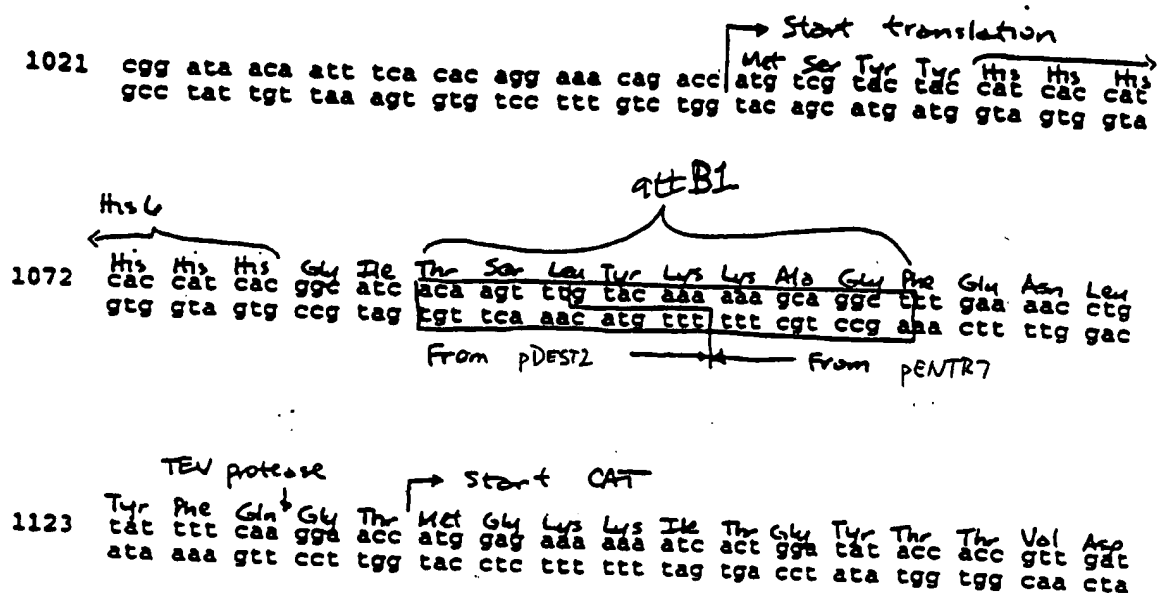 Start translation
Met Ser Tyr Tyr His His His
1021 cgg ata aca att tca cac agg aaa cag acc atg tcg tac tac cat cac cat
gcc tat tgt taa agt gtg tcc ttt gtc tgg tac agc atg atg gta gtg gta
attB1
His6
His His His Gly Ile Thr Ser Leu Tyr Lys Lys Ala Gly Phe Glu Asn Leu
1072 cac cat cac ggc atc aca agt ttg tac aaa aaa gca ggc ttt gaa aac ctg
gtg gta gtg ccg tag tgt tca aac atg ttt ttt cgt ccg aaa ctt ttg gac
From pDEST2 From pENTR7
TEV protease Start CAT
Tyr Phe Gln Gly Thr Met Gly Lys Lys Ile Thr Gly Tyr Thr Thr Val Asp
1123 tat ttt caa gga acc atg gag aaa aaa atc act gga tat acc acc gtt gat
ata aaa gtt cct tgg tac ctc ttt ttt tag tga cct ata tgg tgg caa cta